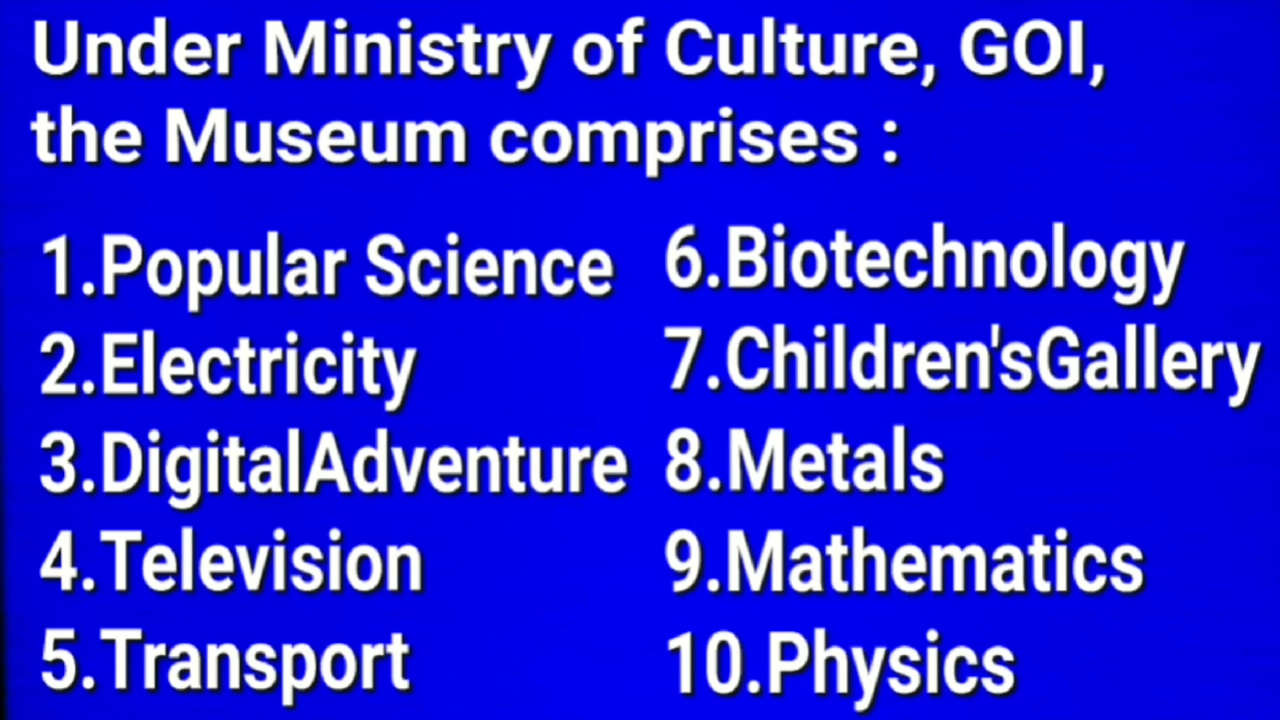 Under Ministry of Culture, GOI,
the Museum comprises :
1.Popular Science
2.Electricity
3.DigitalAdventure
4.Television
5.Transport
6.Biotechnology
7.Children'sGallery
8.Metals
9.Mathematics
10.Physics